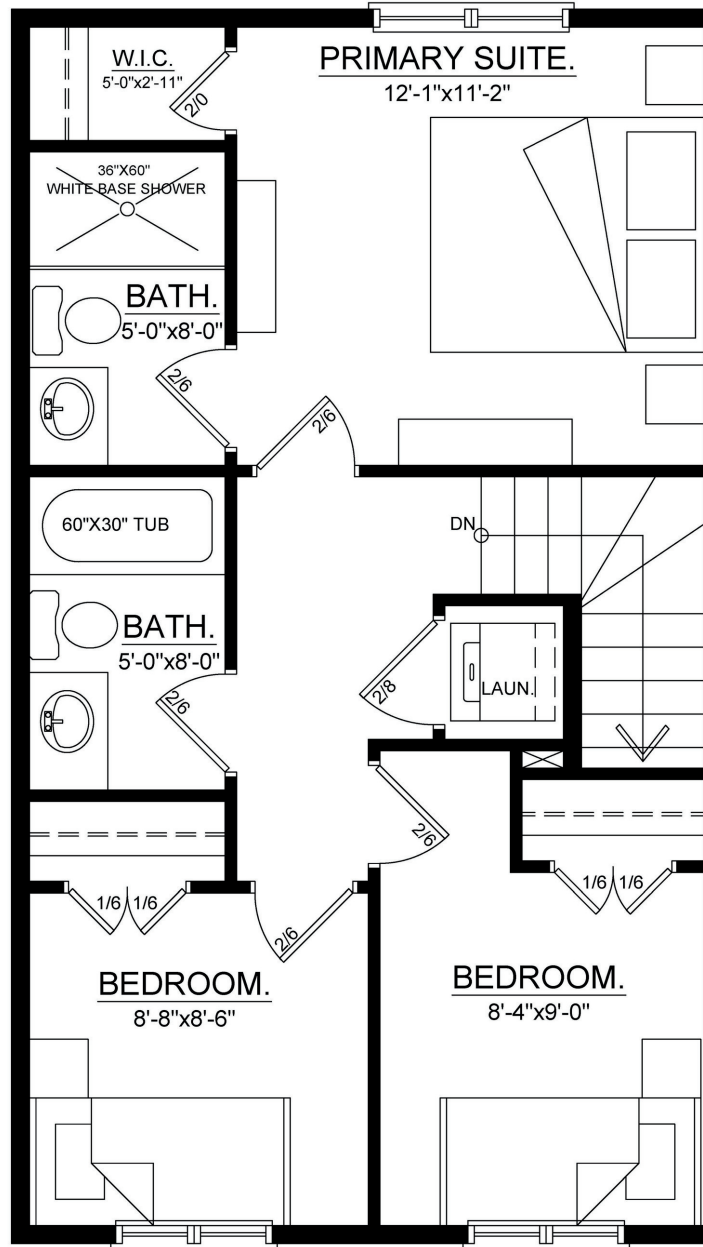 W.I.C.
5'-0"x2'-11"
2/0
PRIMARY SUITE.
12'-1"x11'-2"
36"X60"
WHITE BASE SHOWER
BATH.
5'-0"x8'-0"
2/6
2/6
60"X30" TUB
DN
BATH.
5'-0"x8'-0"
2/6
2/8
LAUN.
2/6
1/6 1/6
2/6
1/6 1/6
BEDROOM.
8'-8"x8'-6"
BEDROOM.
8'-4"x9'-0"